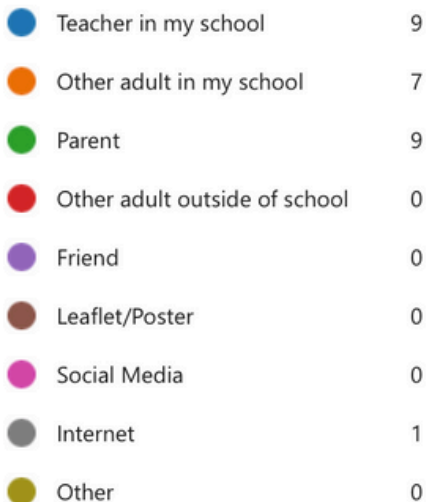 Teacher in my school 9
Other adult in my school 7
Parent 9
Other adult outside of school 0
Friend 0
Leaflet/Poster 0
Social Media 0
Internet 1
Other 0